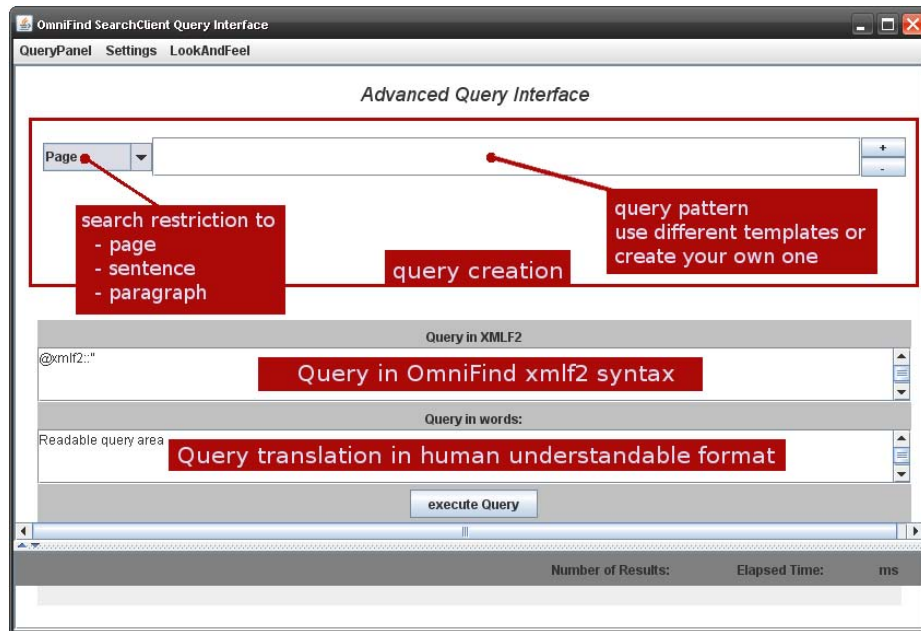 OmniFind SearchClient Query Interface
QueryPanel Settings LookAndFeel
Advanced Query Interface
Page
+
-
search restriction to
- page
- sentence
- paragraph
query pattern
use different templates or
create your own one
query creation
Query in XMLF2
@xmlf2::"
Query in OmniFind xmlf2 syntax
Query in words:
Readable query area
Query translation in human understandable format
execute Query
Number of Results: Elapsed Time: ms